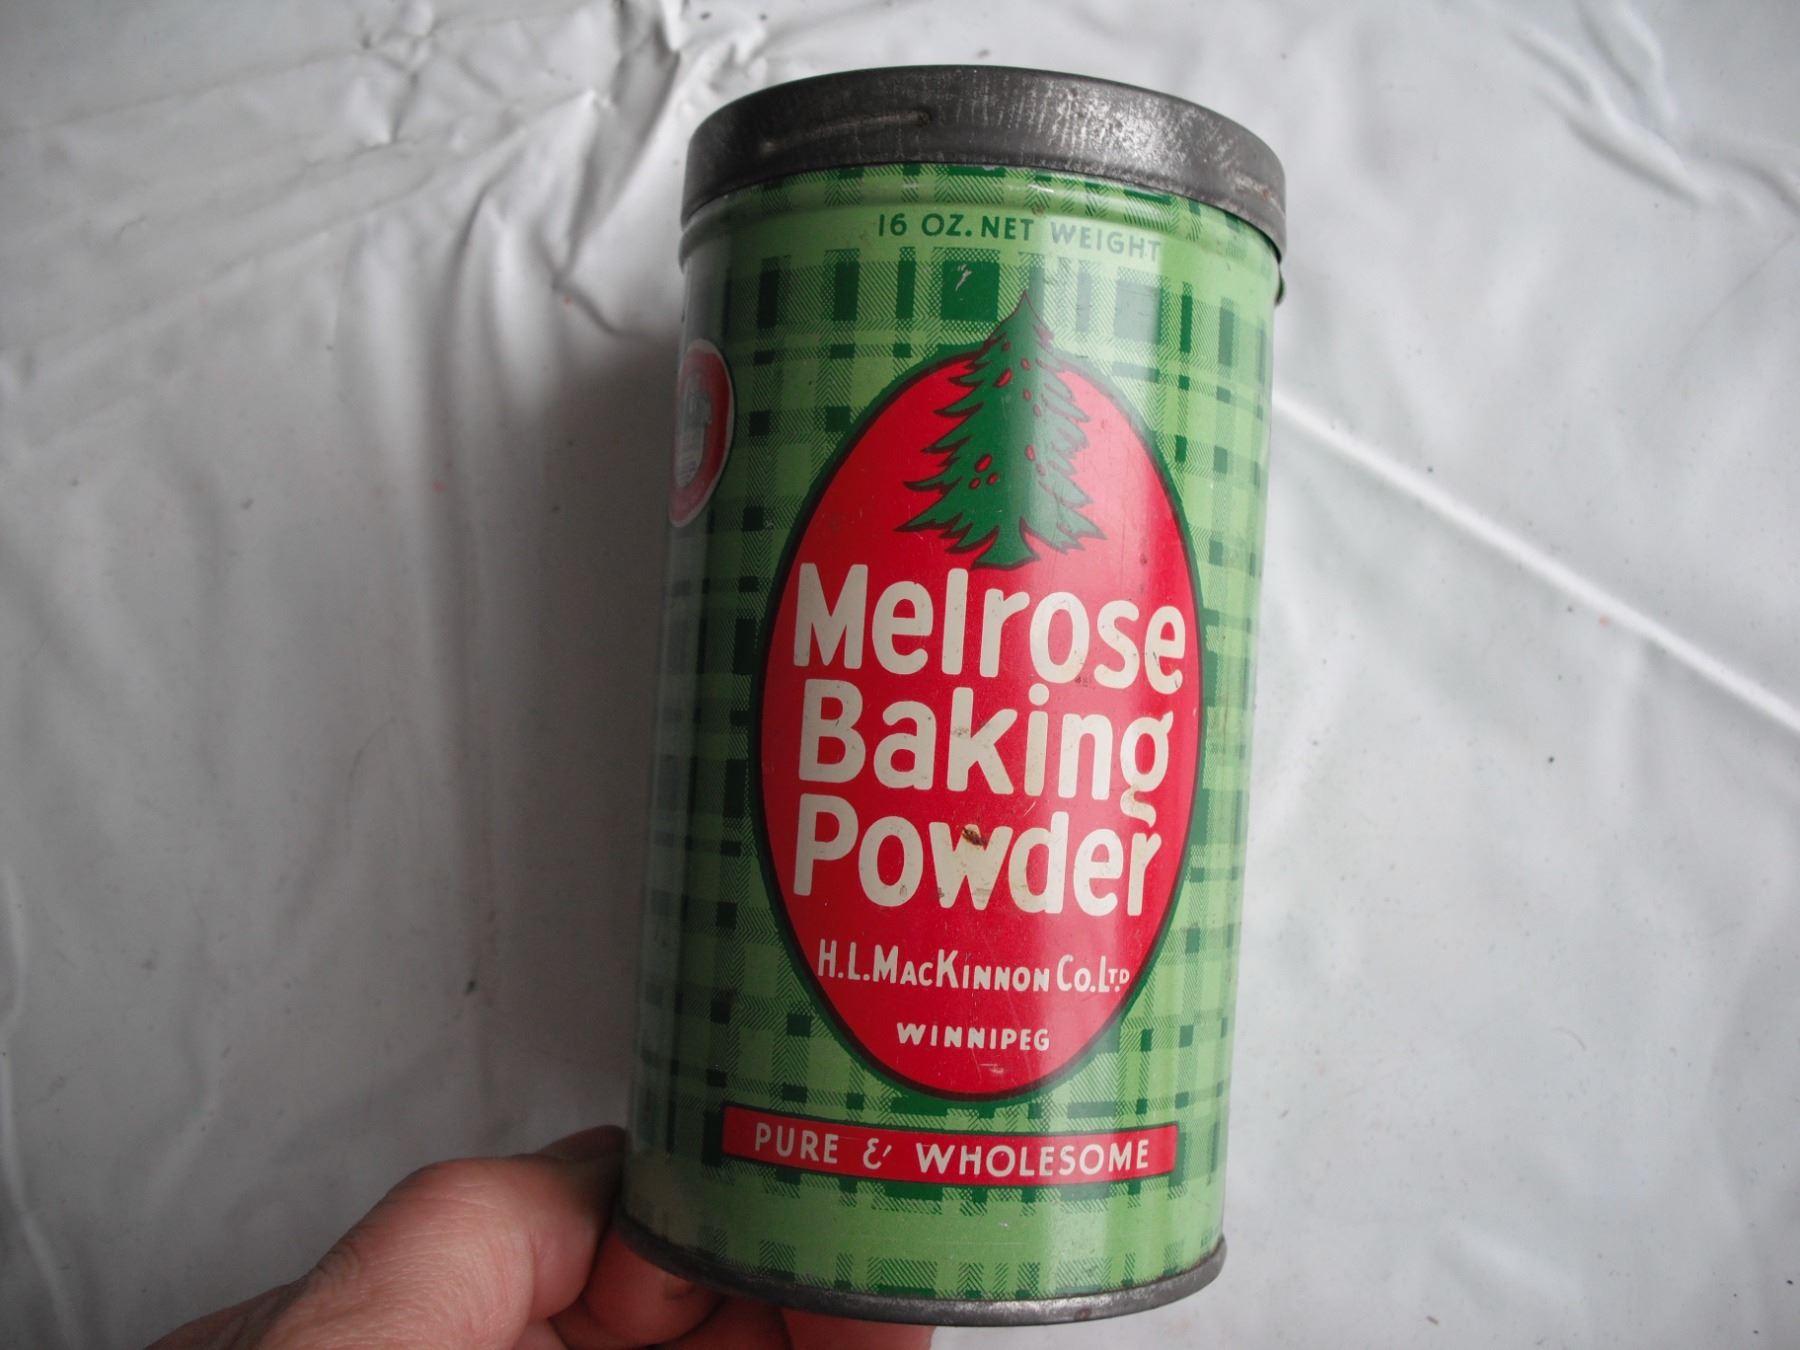 16 OZ. NET WEIGHT
Melrose
Baking
Powder
H.L. MACKINNON CO. LTD
WINNIPEG
PURE & WHOLESOME